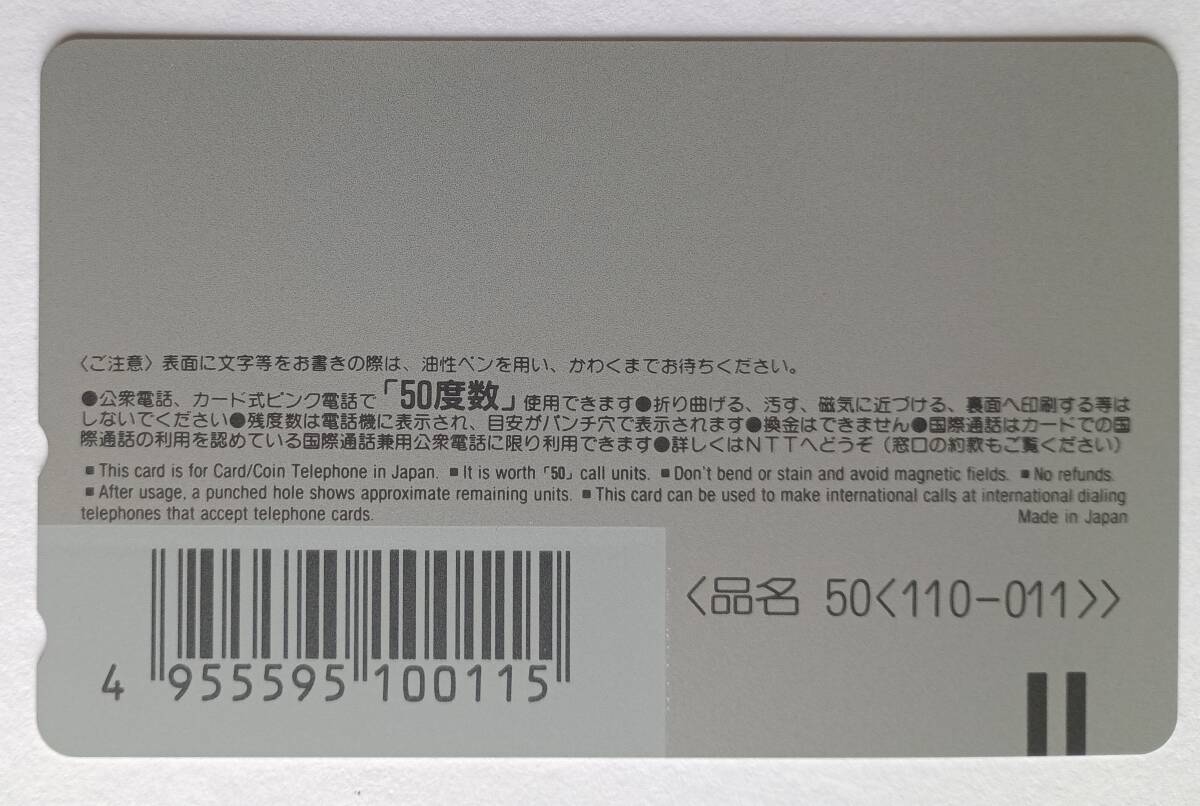 〈ご注意〉表面に文字等をお書きの際は、油性ペンを用い、かわくまでお待ちください。
●公衆電話、カード式ピンク電話で「50度数」使用できます●折り曲げる、汚す、磁気に近づける、裏面へ印刷する等は
しないでください●残度数は電話機に表示され、目安がパンチ穴で表示されます●換金はできません●国際通話はカードでの国
際通話の利用を認めている国際通話兼用公衆電話に限り利用できます●詳しくはNTTへどうぞ(窓口の約款もご覧ください)
■This card is for Card/Coin Telephone in Japan. ■It is worth「50」call units. ■Don't bend or stain and avoid magnetic fields. ■No refunds.
■After usage, a punched hole shows approximate remaining units. ■This card can be used to make international calls at international dialing
telephones that accept telephone cards.
Made in Japan
〈品名 50〈110-011〉〉
4 955595 100115